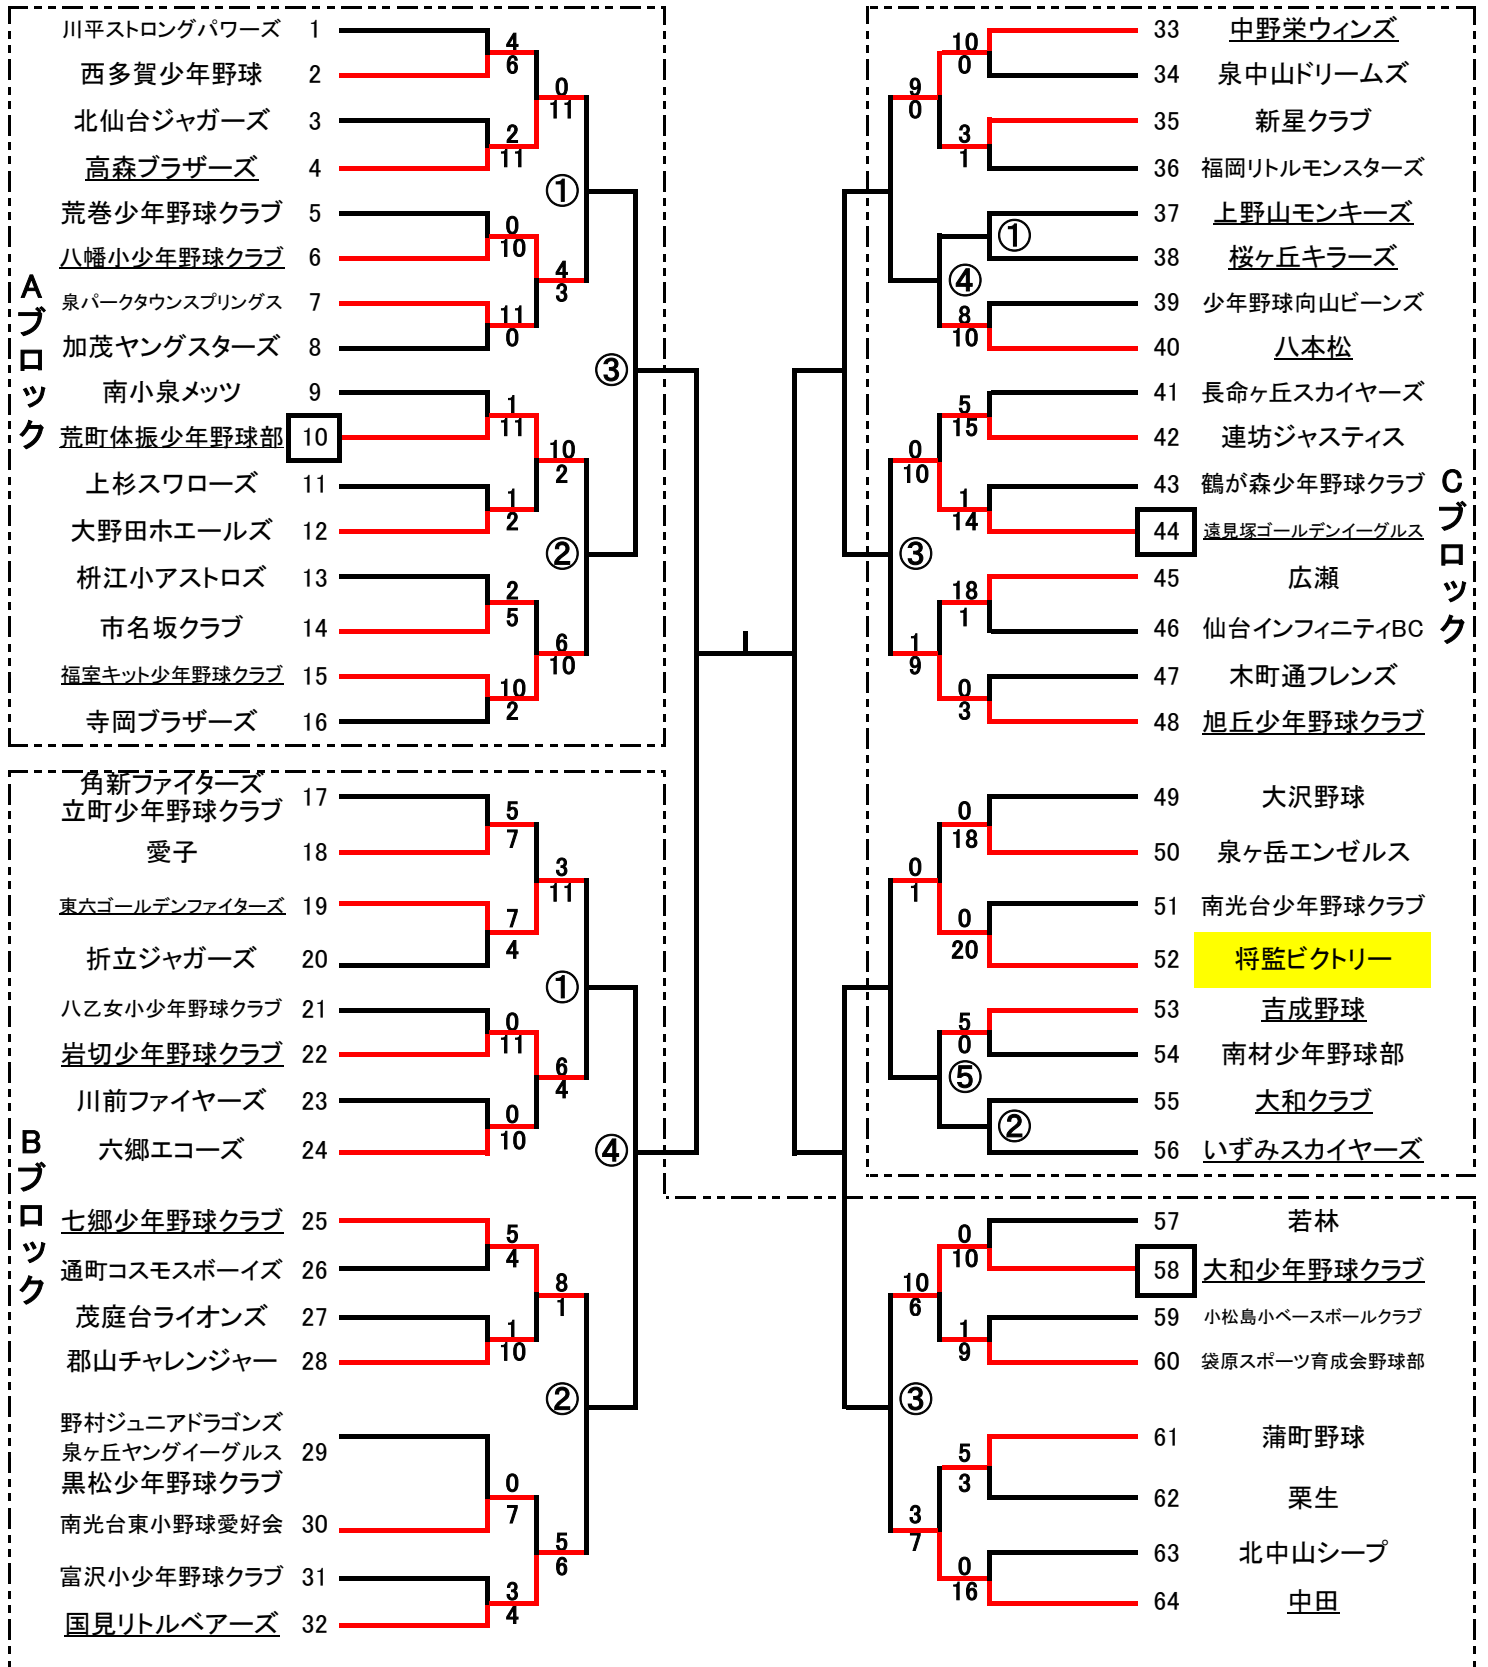 Aブロック
川平ストロングパワーズ 1
4
西多賀少年野球 2
6
0
11
北仙台ジャガーズ 3
2
高森ブラザーズ 4
11
①
荒巻少年野球クラブ 5
0
八幡小少年野球クラブ 6
10
4
3
泉パークタウンスプリングス 7
11
加茂ヤングスターズ 8
0
③
南小泉メッツ 9
1
荒町体振少年野球部 10
11
10
2
上杉スワローズ 11
1
大野田ホエールズ 12
2
②
枡江小アストロズ 13
2
市名坂クラブ 14
5
6
10
福室キット少年野球クラブ 15
10
寺岡ブラザーズ 16
2
Bブロック
角新ファイターズ
立町少年野球クラブ 17
5
愛子 18
7
3
11
東六ゴールデンファイターズ 19
7
折立ジャガーズ 20
4
①
八乙女小少年野球クラブ 21
0
岩切少年野球クラブ 22
11
6
4
川前ファイヤーズ 23
0
六郷エコーズ 24
10
④
七郷少年野球クラブ 25
5
通町コスモスボーイズ 26
4
8
1
茂庭台ライオンズ 27
1
郡山チャレンジャー 28
10
②
野村ジュニアドラゴンズ
泉ヶ丘ヤングイーグルス 29
黒松少年野球クラブ
0
南光台東小野球愛好会 30
7
5
6
富沢小少年野球クラブ 31
3
国見リトルベアーズ 32
4
Cブロック
33 中野栄ウィンズ
10
34 泉中山ドリームズ
0
9
0
35 新星クラブ
3
36 福岡リトルモンスターズ
1
37 上野山モンキーズ
①
38 桜ヶ丘キラーズ
④
39 少年野球向山ビーンズ
8
40 八本松
10
41 長命ヶ丘スカイヤーズ
5
42 連坊ジャスティス
15
0
10
43 鶴が森少年野球クラブ
1
44 遠見塚ゴールデンイーグルス
14
③
45 広瀬
18
46 仙台インフィニティBC
1
1
9
47 木町通フレンズ
0
48 旭丘少年野球クラブ
3
49 大沢野球
0
50 泉ヶ岳エンゼルス
18
0
1
51 南光台少年野球クラブ
0
52 将監ビクトリー
20
53 吉成野球
5
54 南材少年野球部
0
⑤
55 大和クラブ
②
56 いずみスカイヤーズ
57 若林
0
58 大和少年野球クラブ
10
10
6
59 小松島小ベースボールクラブ
1
60 袋原スポーツ育成会野球部
9
③
61 蒲町野球
5
62 栗生
3
3
7
63 北中山シープ
0
64 中田
16